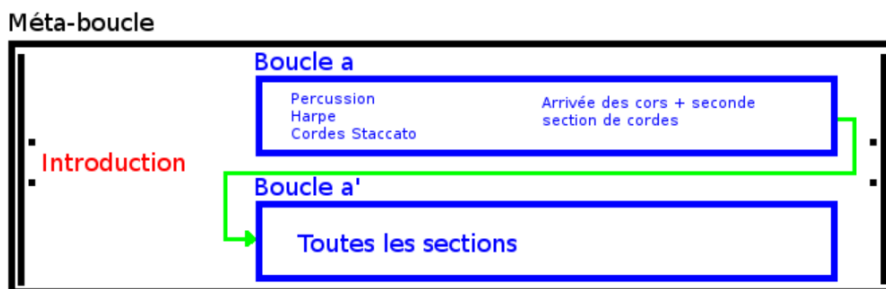 Méta-boucle
Boucle a
Percussion
Harpe
Cordes Staccato
Arrivée des cors + seconde
section de cordes
Introduction
Boucle a'
Toutes les sections